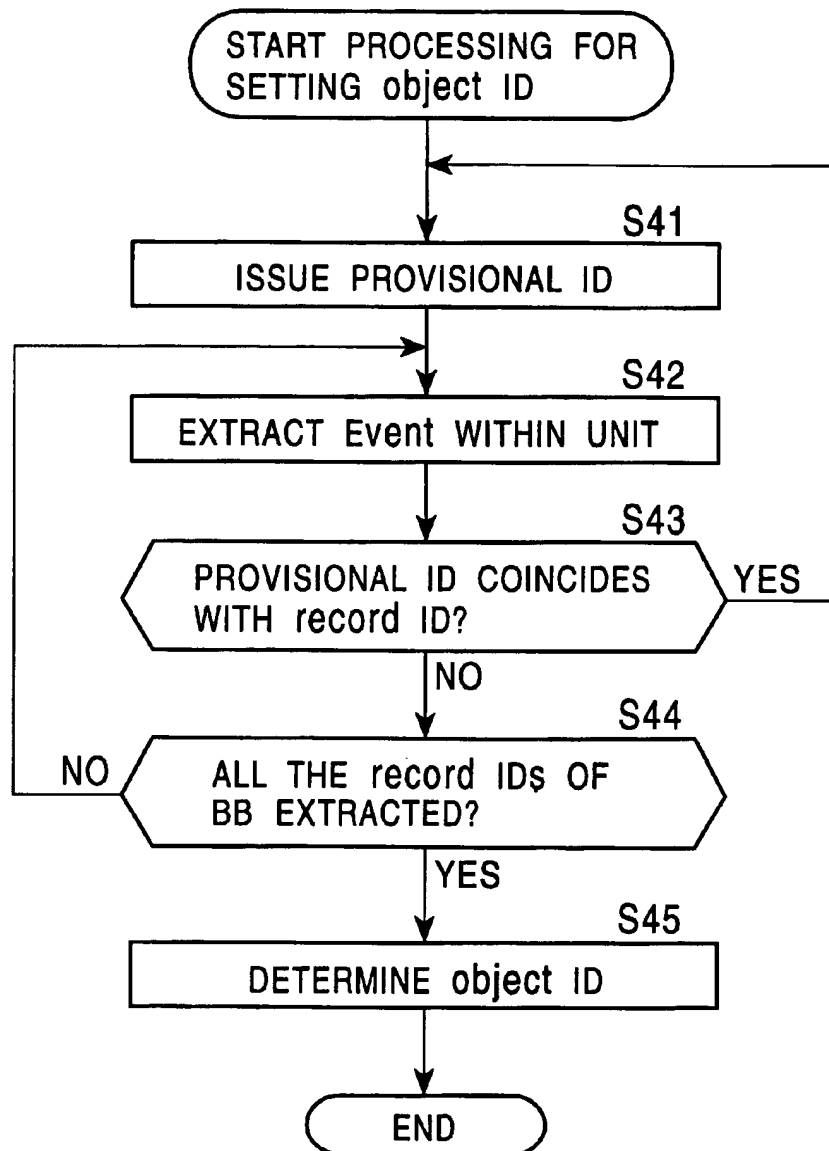 START PROCESSING FOR
SETTING object ID
S41
ISSUE PROVISIONAL ID
S42
EXTRACT Event WITHIN UNIT
S43
PROVISIONAL ID COINCIDES
WITH record ID?
YES
NO
S44
NO
ALL THE record IDs OF
BB EXTRACTED?
YES
S45
DETERMINE object ID
END